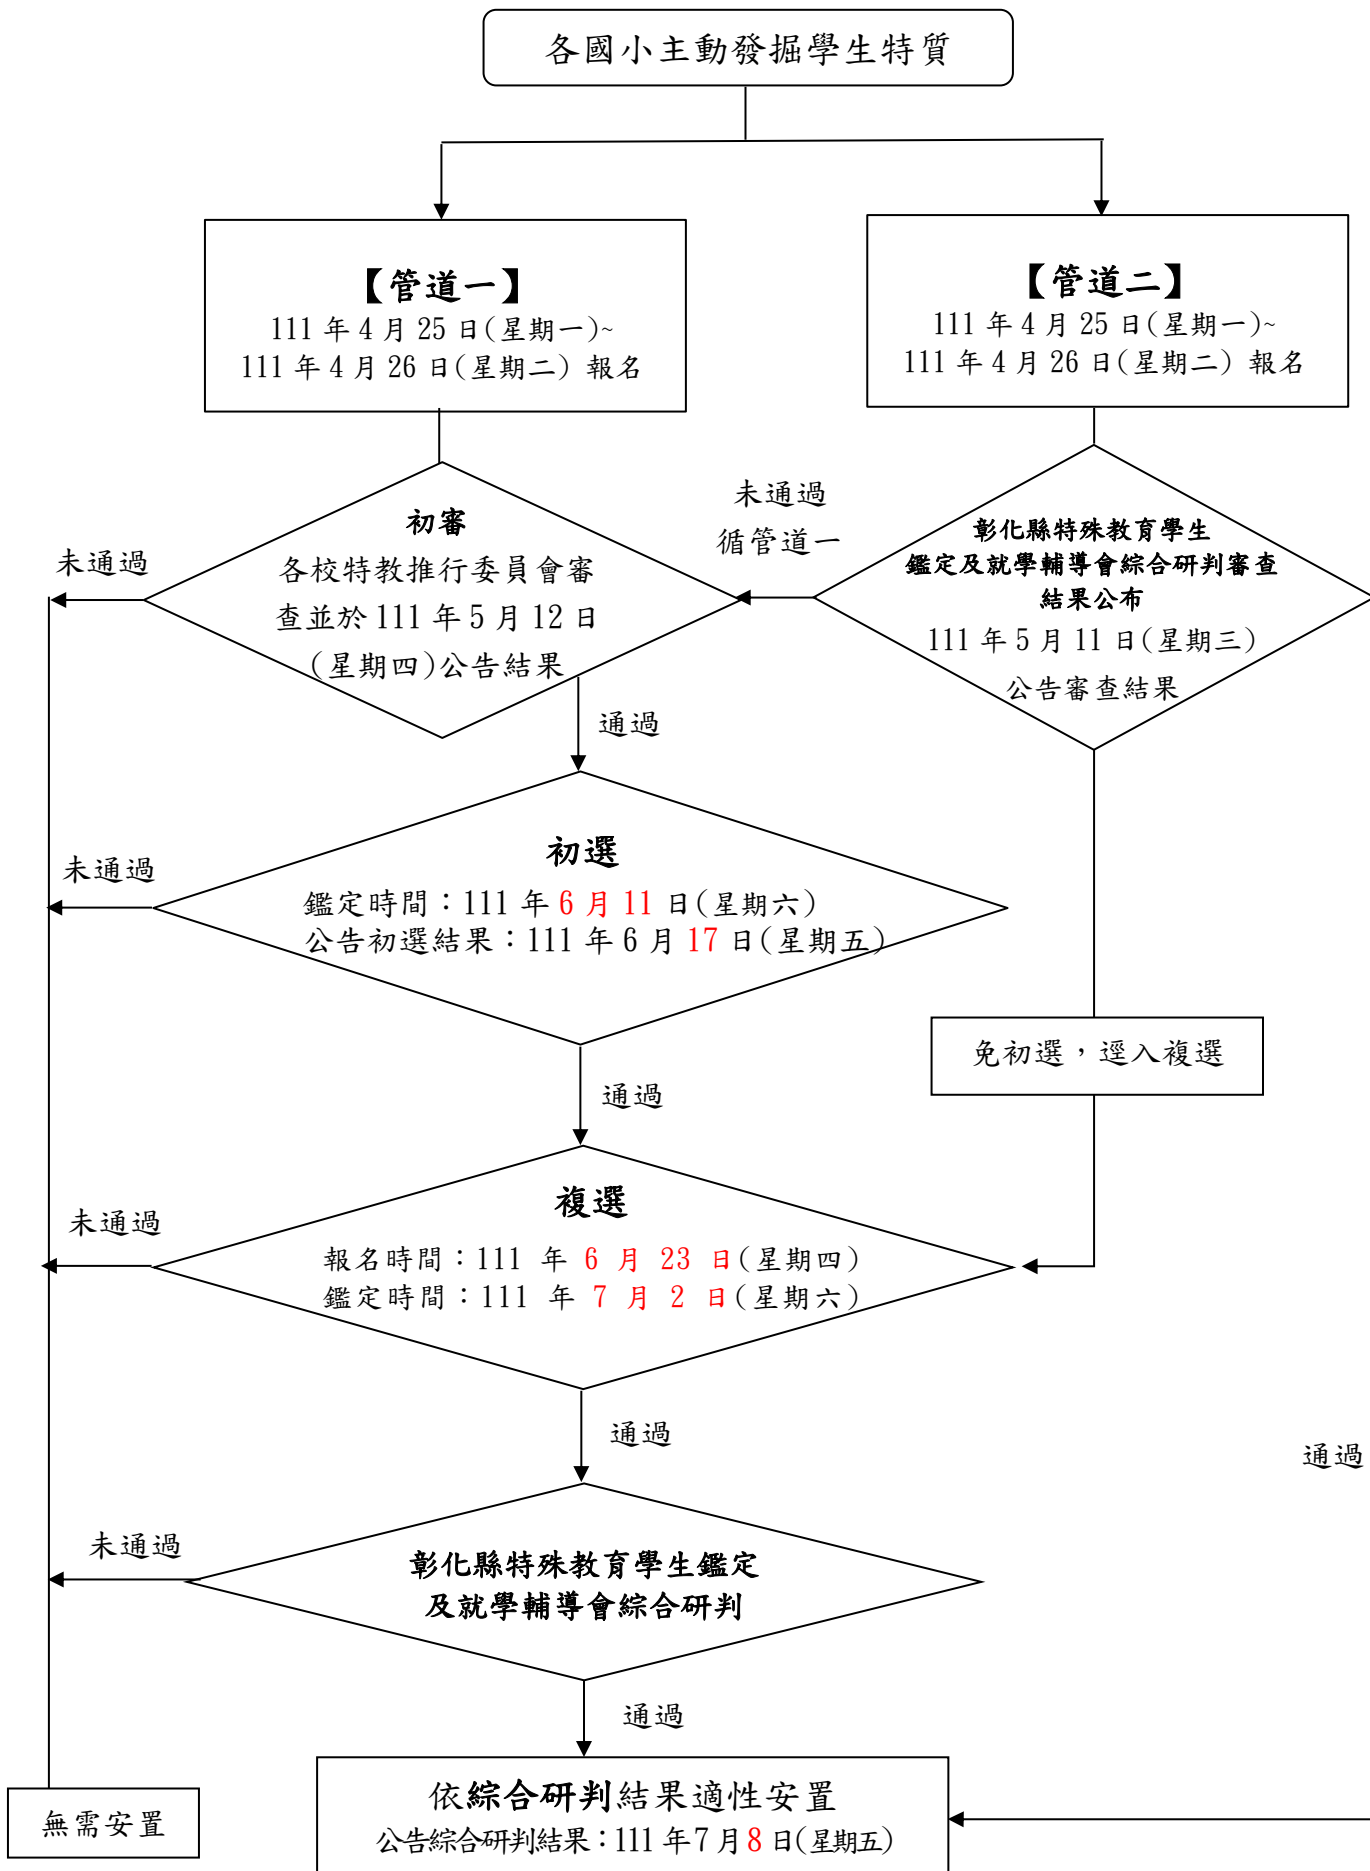 各國小主動發掘學生特質
【管道一】
111 年 4 月 25 日(星期一)~
111 年 4 月 26 日(星期二) 報名
【管道二】
111 年 4 月 25 日(星期一)~
111 年 4 月 26 日(星期二) 報名
未通過
循管道一
初審
各校特教推行委員會審
查並於 111 年 5 月 12 日
(星期四)公告結果
未通過
彰化縣特殊教育學生
鑑定及就學輔導會綜合研判審查
結果公布
111 年 5 月 11 日(星期三)
公告審查結果
通過
初選
鑑定時間：111 年 6 月 11 日(星期六)
公告初選結果：111 年 6 月 17 日(星期五)
未通過
免初選，逕入複選
通過
複選
報名時間：111 年 6 月 23 日(星期四)
鑑定時間：111 年 7 月 2 日(星期六)
未通過
通過
通過
未通過
彰化縣特殊教育學生鑑定
及就學輔導會綜合研判
通過
無需安置
依綜合研判結果適性安置
公告綜合研判結果：111 年 7 月 8 日(星期五)